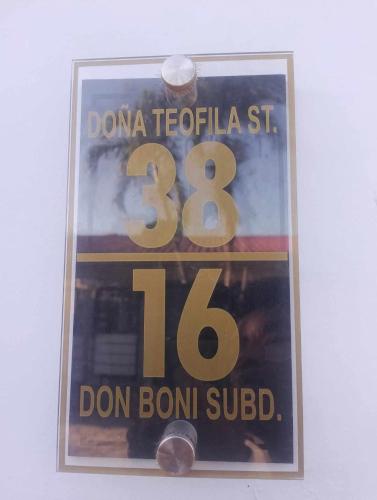 DOÑA TEOFILA ST.
38
16
DON BONI SUBD.